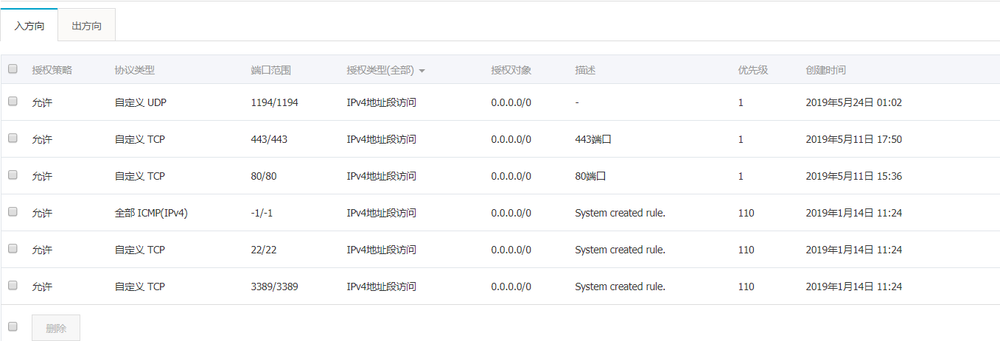 入方向 出方向
授权策略 协议类型 端口范围 授权类型(全部) 授权对象 描述 优先级 创建时间
允许 自定义 UDP 1194/1194 IPv4地址段访问 0.0.0.0/0 - 1 2019年5月24日 01:02
允许 自定义 TCP 443/443 IPv4地址段访问 0.0.0.0/0 443端口 1 2019年5月11日 17:50
允许 自定义 TCP 80/80 IPv4地址段访问 0.0.0.0/0 80端口 1 2019年5月11日 15:36
允许 全部 ICMP(IPv4) -1/-1 IPv4地址段访问 0.0.0.0/0 System created rule. 110 2019年1月14日 11:24
允许 自定义 TCP 22/22 IPv4地址段访问 0.0.0.0/0 System created rule. 110 2019年1月14日 11:24
允许 自定义 TCP 3389/3389 IPv4地址段访问 0.0.0.0/0 System created rule. 110 2019年1月14日 11:24
删除